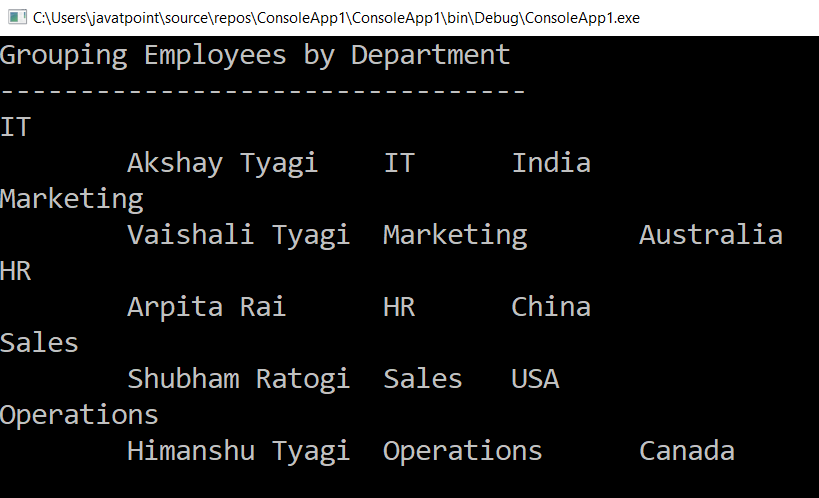 C:\Users\javatpoint\source\repos\ConsoleApp1\ConsoleApp1\bin\Debug\ConsoleApp1.exe
Grouping Employees by Department
---------------------------------
IT
Akshay Tyagi IT India
Marketing
Vaishali Tyagi Marketing Australia
HR
Arpita Rai HR China
Sales
Shubham Ratogi Sales USA
Operations
Himanshu Tyagi Operations Canada